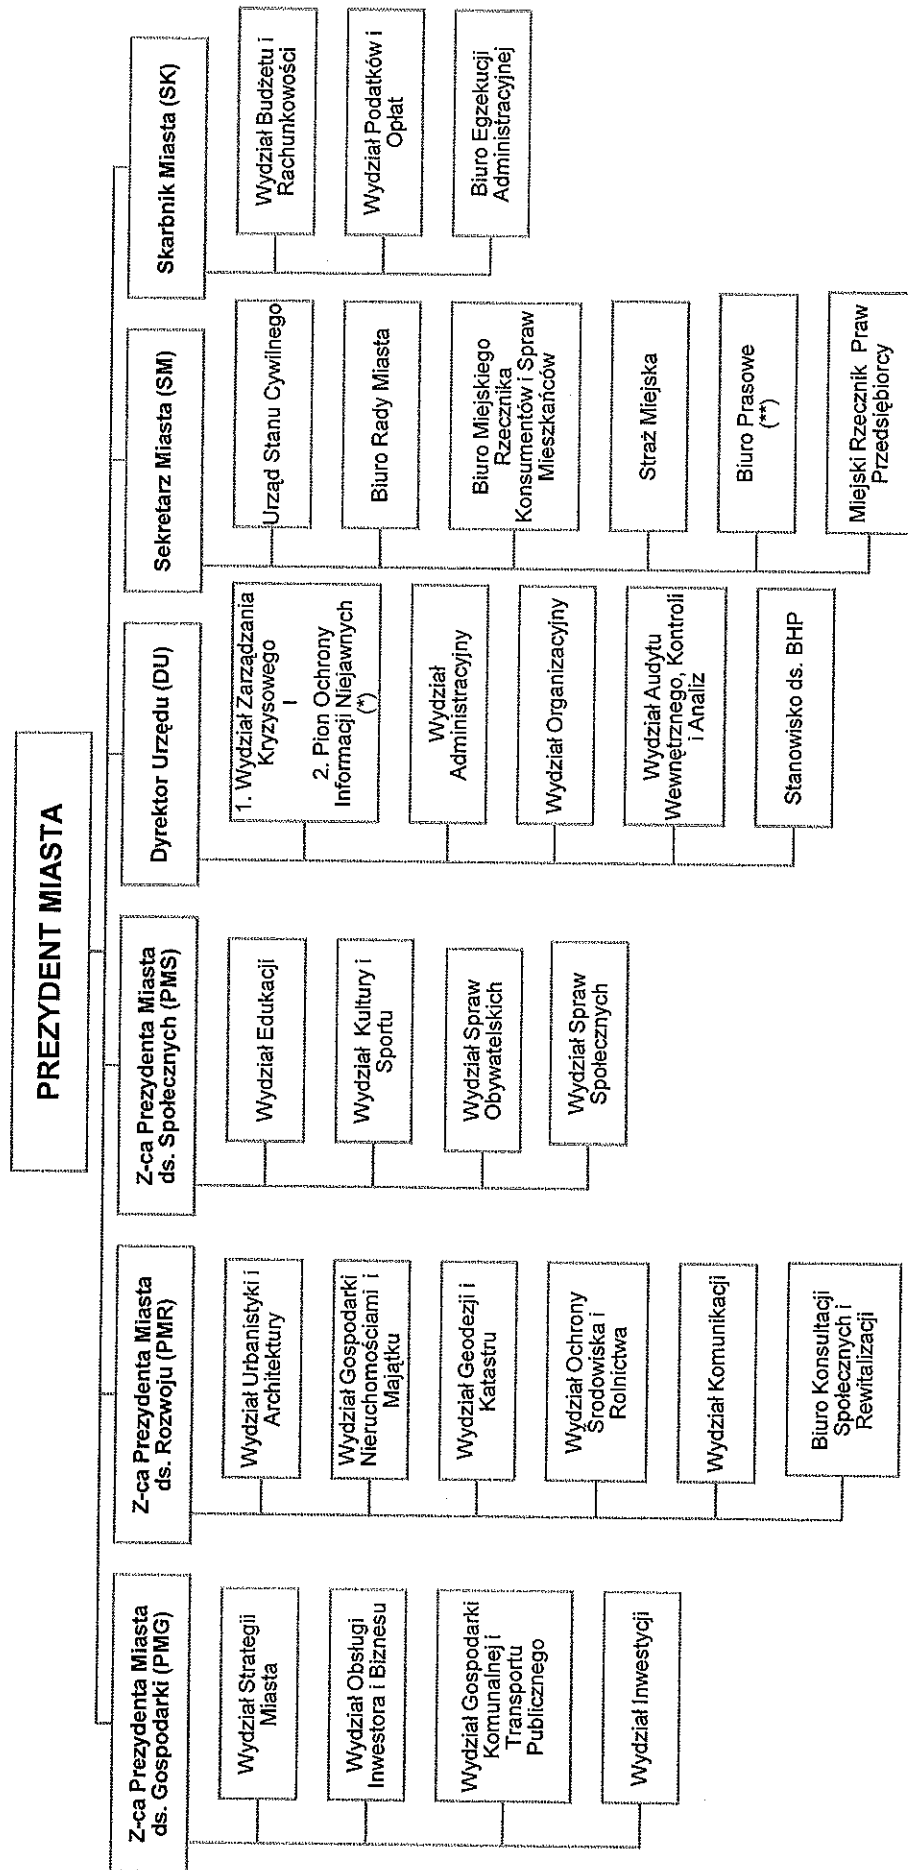 PREZYDENT MIASTA
Z-ca Prezydenta Miasta
ds. Gospodarki (PMG)
Wydział Strategii
Miasta
Wydział Obsługi
Inwestora i Biznesu
Wydział Gospodarki
Komunalnej i
Transportu
Publicznego
Wydział Inwestycji
Z-ca Prezydenta Miasta
ds. Rozwoju (PMR)
Wydział Urbanistyki i
Architektury
Wydział Gospodarki
Nieruchomościami i
Majątku
Wydział Geodezji i
Katastru
Wydział Ochrony
Środowiska i
Rolnictwa
Wydział Komunikacji
Biuro Konsultacji
Społecznych i
Rewitalizacji
Z-ca Prezydenta Miasta
ds. Społecznych (PMS)
Wydział Edukacji
Wydział Kultury i
Sportu
Wydział Spraw
Obywatelskich
Wydział Spraw
Społecznych
Dyrektor Urzędu (DU)
1. Wydział Zarządzania
Kryzysowego
I
2. Pion Ochrony
Informacji Niejawnych
(*)
Wydział
Administracyjny
Wydział Organizacyjny
Wydział Audytu
Wewnętrznego, Kontroli
i Analiz
Stanowisko ds. BHP
Sekretarz Miasta (SM)
Urząd Stanu Cywilnego
Biuro Rady Miasta
Biuro Miejskiego
Rzecznika
Konsumentów i Spraw
Mieszkańców
Straż Miejska
Biuro Prasowe
(**)
Miejski Rzecznik Praw
Przedsiębiorcy
Skarbnik Miasta (SK)
Wydział Budżetu i
Rachunkowości
Wydział Podatków i
Opłat
Biuro Egzekucji
Administracyjnej